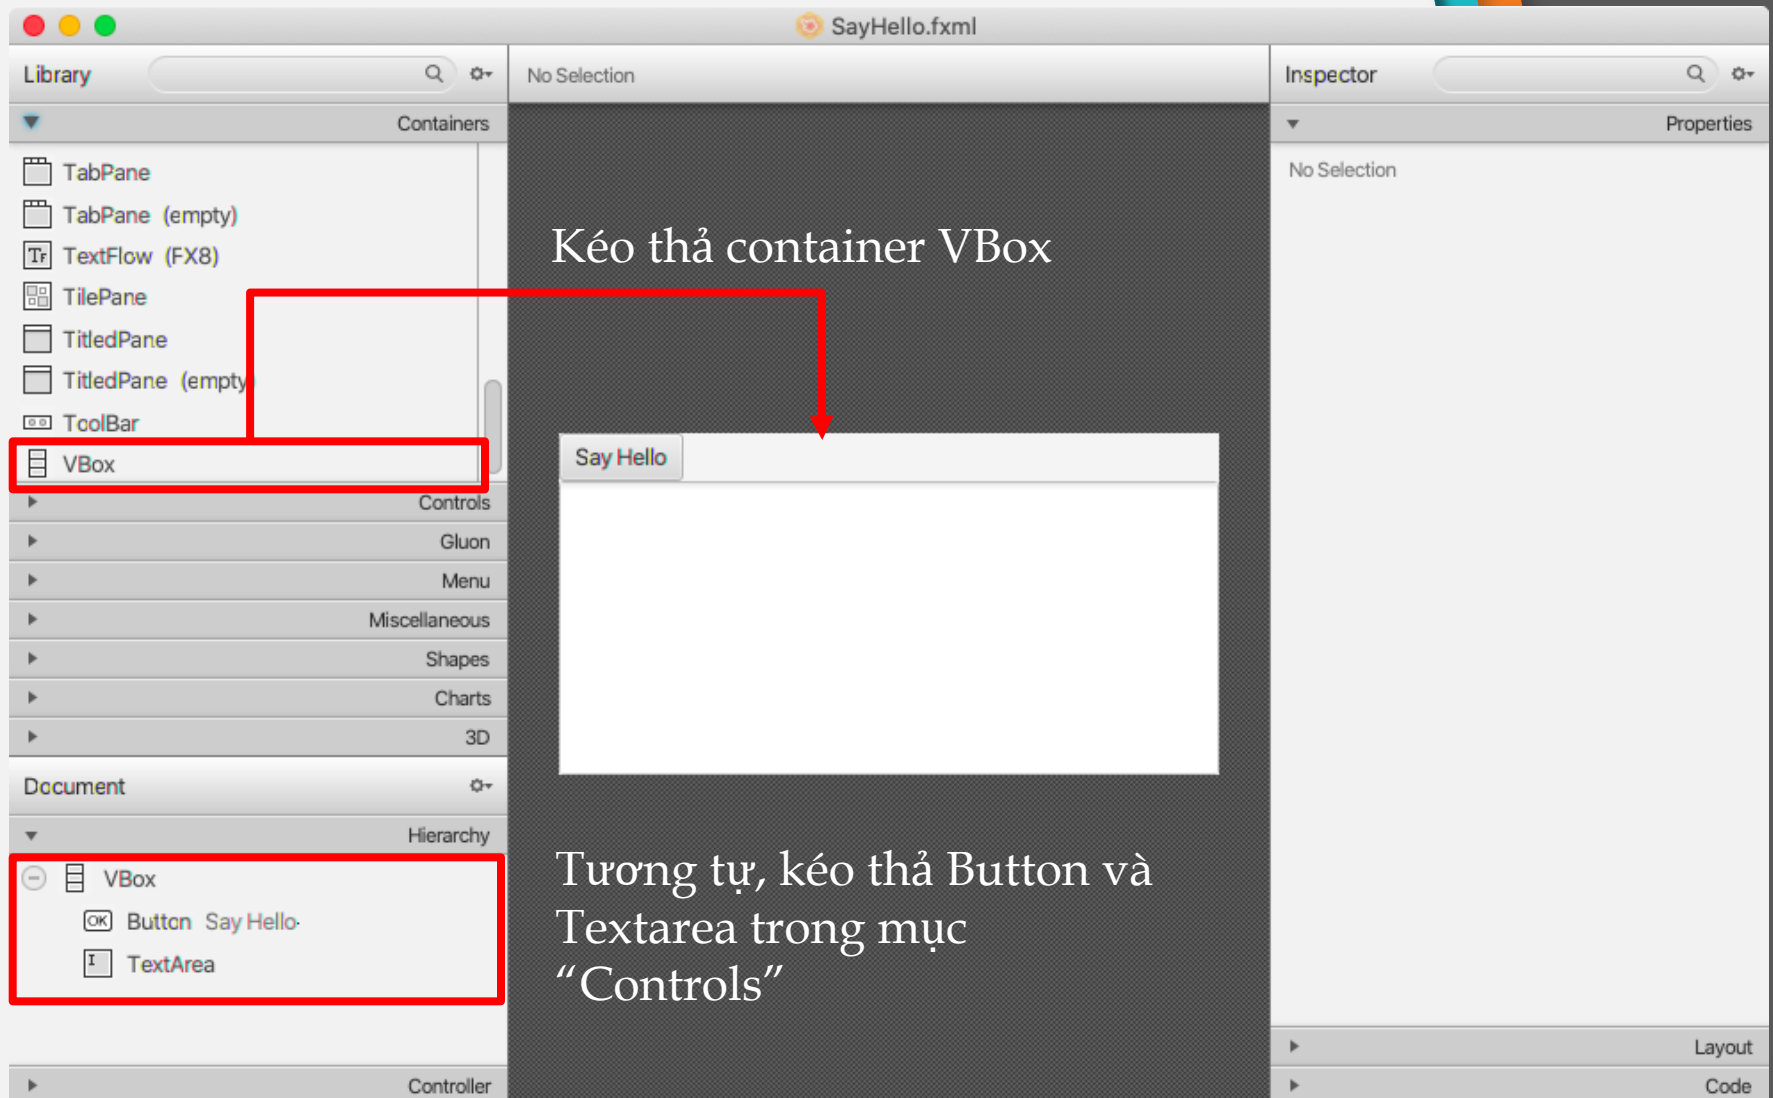 SayHello.fxml
Library
No Selection
Inspector
Containers
Properties
TabPane
No Selection
TabPane (empty)
TextFlow (FX8)
TilePane
TitledPane
TitledPane (empty)
ToolBar
VBox
Controls
Gluon
Menu
Miscellaneous
Shapes
Charts
3D
Kéo thả container VBox
Say Hello
Document
Hierarchy
VBox
OK Button Say Hello
TextArea
Controller
Tương tự, kéo thả Button và
Textarea trong mục
“Controls”
Layout
Code